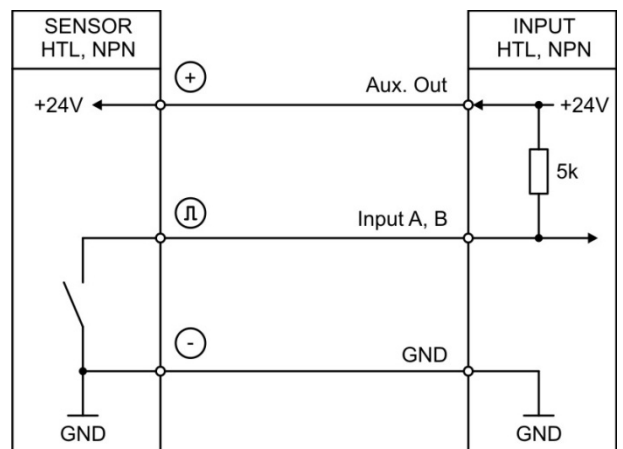 SENSOR
HTL, NPN
INPUT
HTL, NPN
+
Aux. Out
+24V
+24V
5k
Input A, B
-
GND
GND
GND